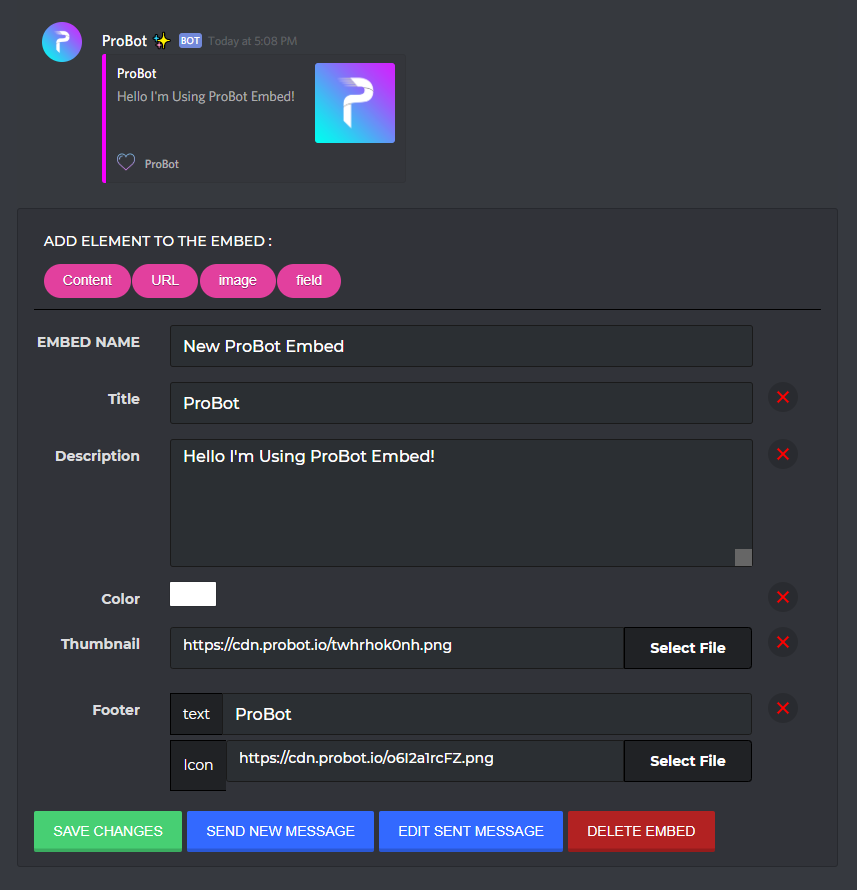 ProBot ✨ BOT Today at 5:08 PM
ProBot
Hello I'm Using ProBot Embed!
ProBot
ADD ELEMENT TO THE EMBED :
Content URL image field
EMBED NAME New ProBot Embed
Title ProBot
Description Hello I'm Using ProBot Embed!
Color
Thumbnail https://cdn.probot.io/twhrhok0nh.png Select File
Footer text ProBot
Icon https://cdn.probot.io/o6I2a1rcFZ.png Select File
SAVE CHANGES SEND NEW MESSAGE EDIT SENT MESSAGE DELETE EMBED